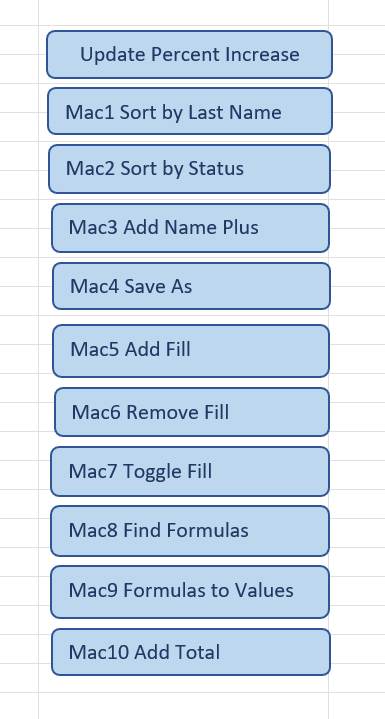 Update Percent Increase
Mac1 Sort by Last Name
Mac2 Sort by Status
Mac3 Add Name Plus
Mac4 Save As
Mac5 Add Fill
Mac6 Remove Fill
Mac7 Toggle Fill
Mac8 Find Formulas
Mac9 Formulas to Values
Mac10 Add Total